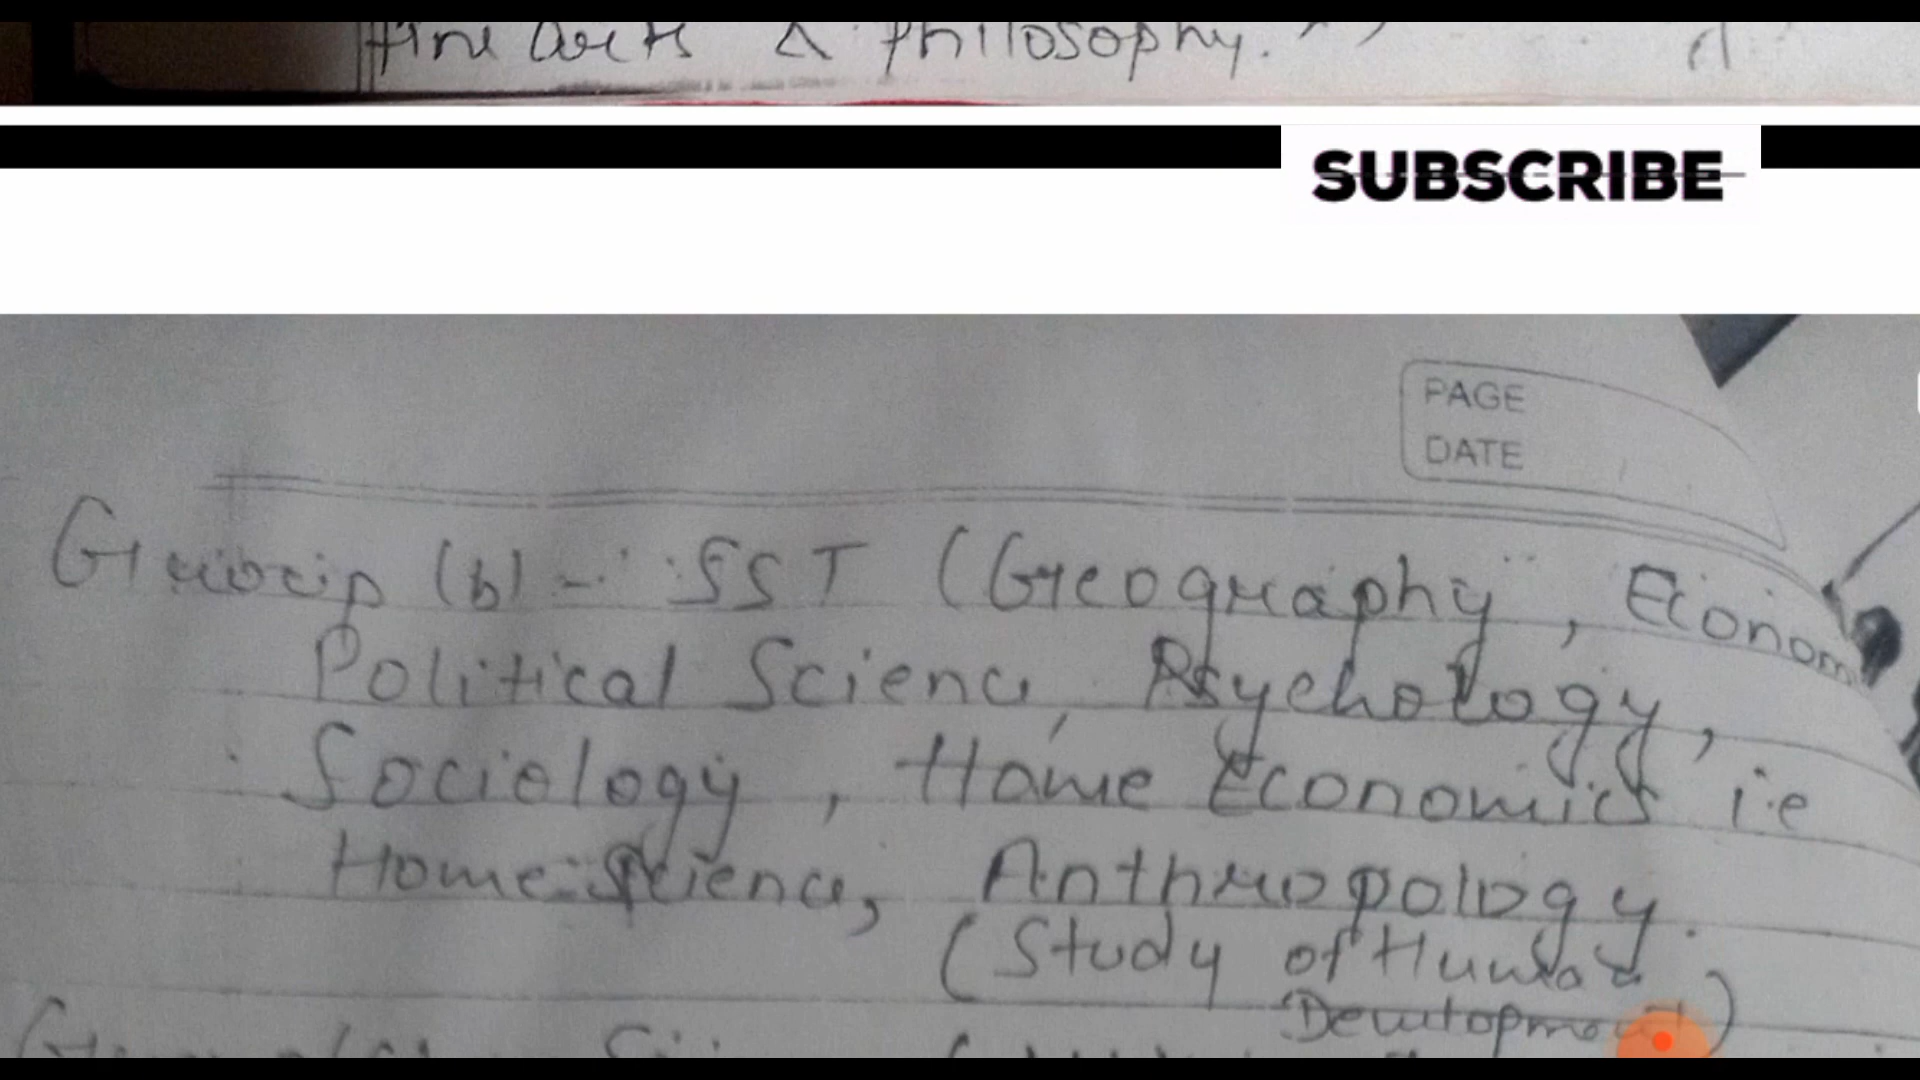 fine arts & Philosophy.
SUBSCRIBE
PAGE
DATE
Group (b) - SST (Geography, Econom
Political Science, Psychology,
Sociology, Home Economics i.e
Home Science, Anthropology.
(Study of Human
Development)